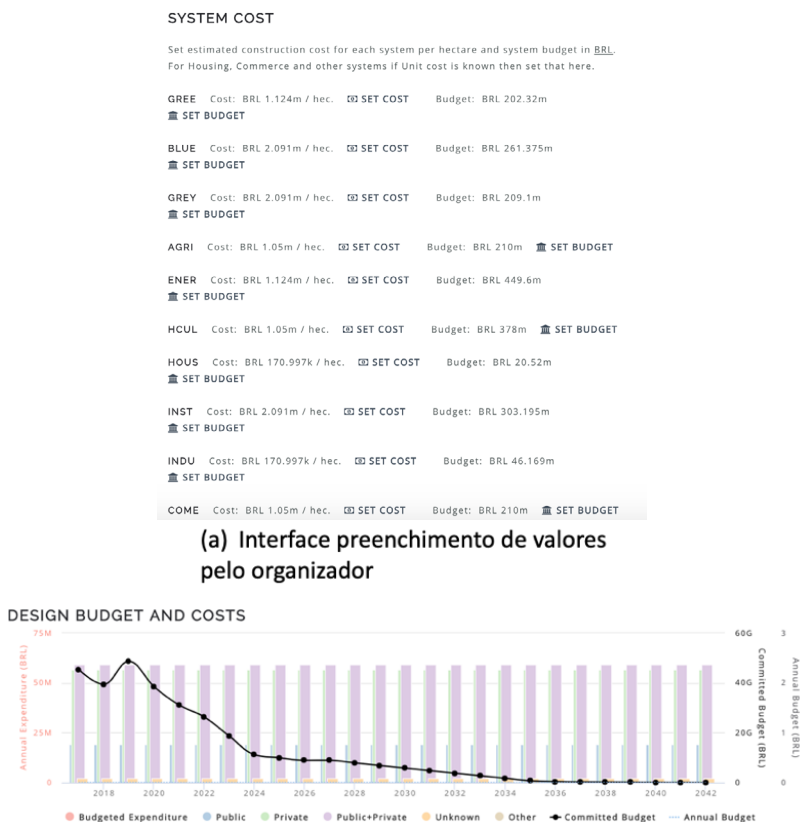 SYSTEM COST
Set estimated construction cost for each system per hectare and system budget in BRL.
For Housing, Commerce and other systems if Unit cost is known then set that here.
GREE Cost: BRL 1.124m / hec. SET COST Budget: BRL 202.32m
SET BUDGET
BLUE Cost: BRL 2.091m / hec. SET COST Budget: BRL 261.375m
SET BUDGET
GREY Cost: BRL 2.091m / hec. SET COST Budget: BRL 209.1m
SET BUDGET
AGRI Cost: BRL 1.05m / hec. SET COST Budget: BRL 210m SET BUDGET
ENER Cost: BRL 1.124m / hec. SET COST Budget: BRL 449.6m
SET BUDGET
HCUL Cost: BRL 1.05m / hec. SET COST Budget: BRL 378m SET BUDGET
HOUS Cost: BRL 170.997k / hec. SET COST Budget: BRL 20.52m
SET BUDGET
INST Cost: BRL 2.091m / hec. SET COST Budget: BRL 303.195m
SET BUDGET
INDU Cost: BRL 170.997k / hec. SET COST Budget: BRL 46.169m
SET BUDGET
COME Cost: BRL 1.05m / hec. SET COST Budget: BRL 210m SET BUDGET
(a) Interface preenchimento de valores
pelo organizador
DESIGN BUDGET AND COSTS
Annual Expenditure (BRL)
75M
50M
25M
0
60G
40G
20G
0
Committed Budget (BRL)
3
2
1
0
Annual Budget (BRL)
2018 2020 2022 2024 2026 2028 2030 2032 2034 2036 2038 2040 2042
Budgeted Expenditure Public Private Public+Private Unknown Other Committed Budget Annual Budget